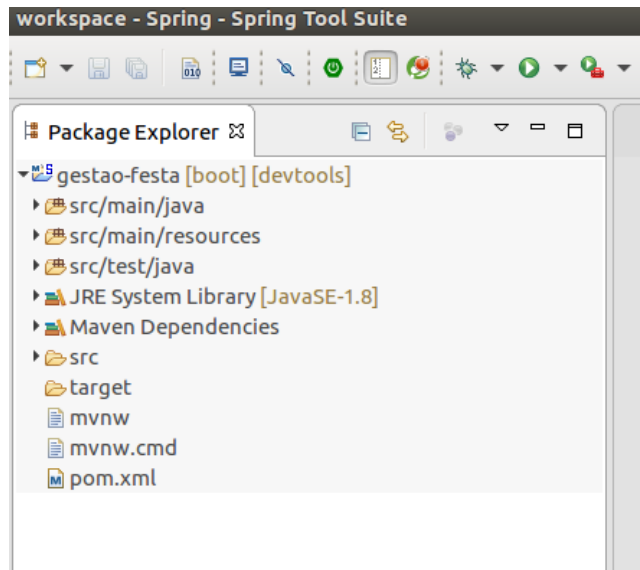 workspace - Spring - Spring Tool Suite
Package Explorer
gestao-festa [boot] [devtools]
src/main/java
src/main/resources
src/test/java
JRE System Library [JavaSE-1.8]
Maven Dependencies
src
target
mvnw
mvnw.cmd
pom.xml